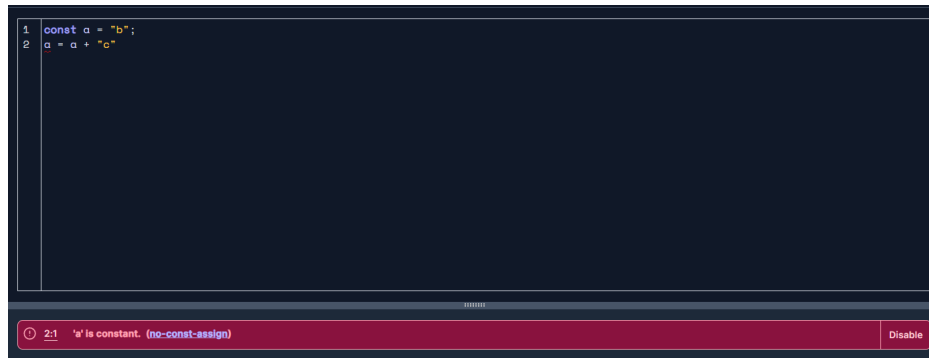 1 const a = "b";
2 a = a + "c"
2:1 'a' is constant. (no-const-assign)
Disable